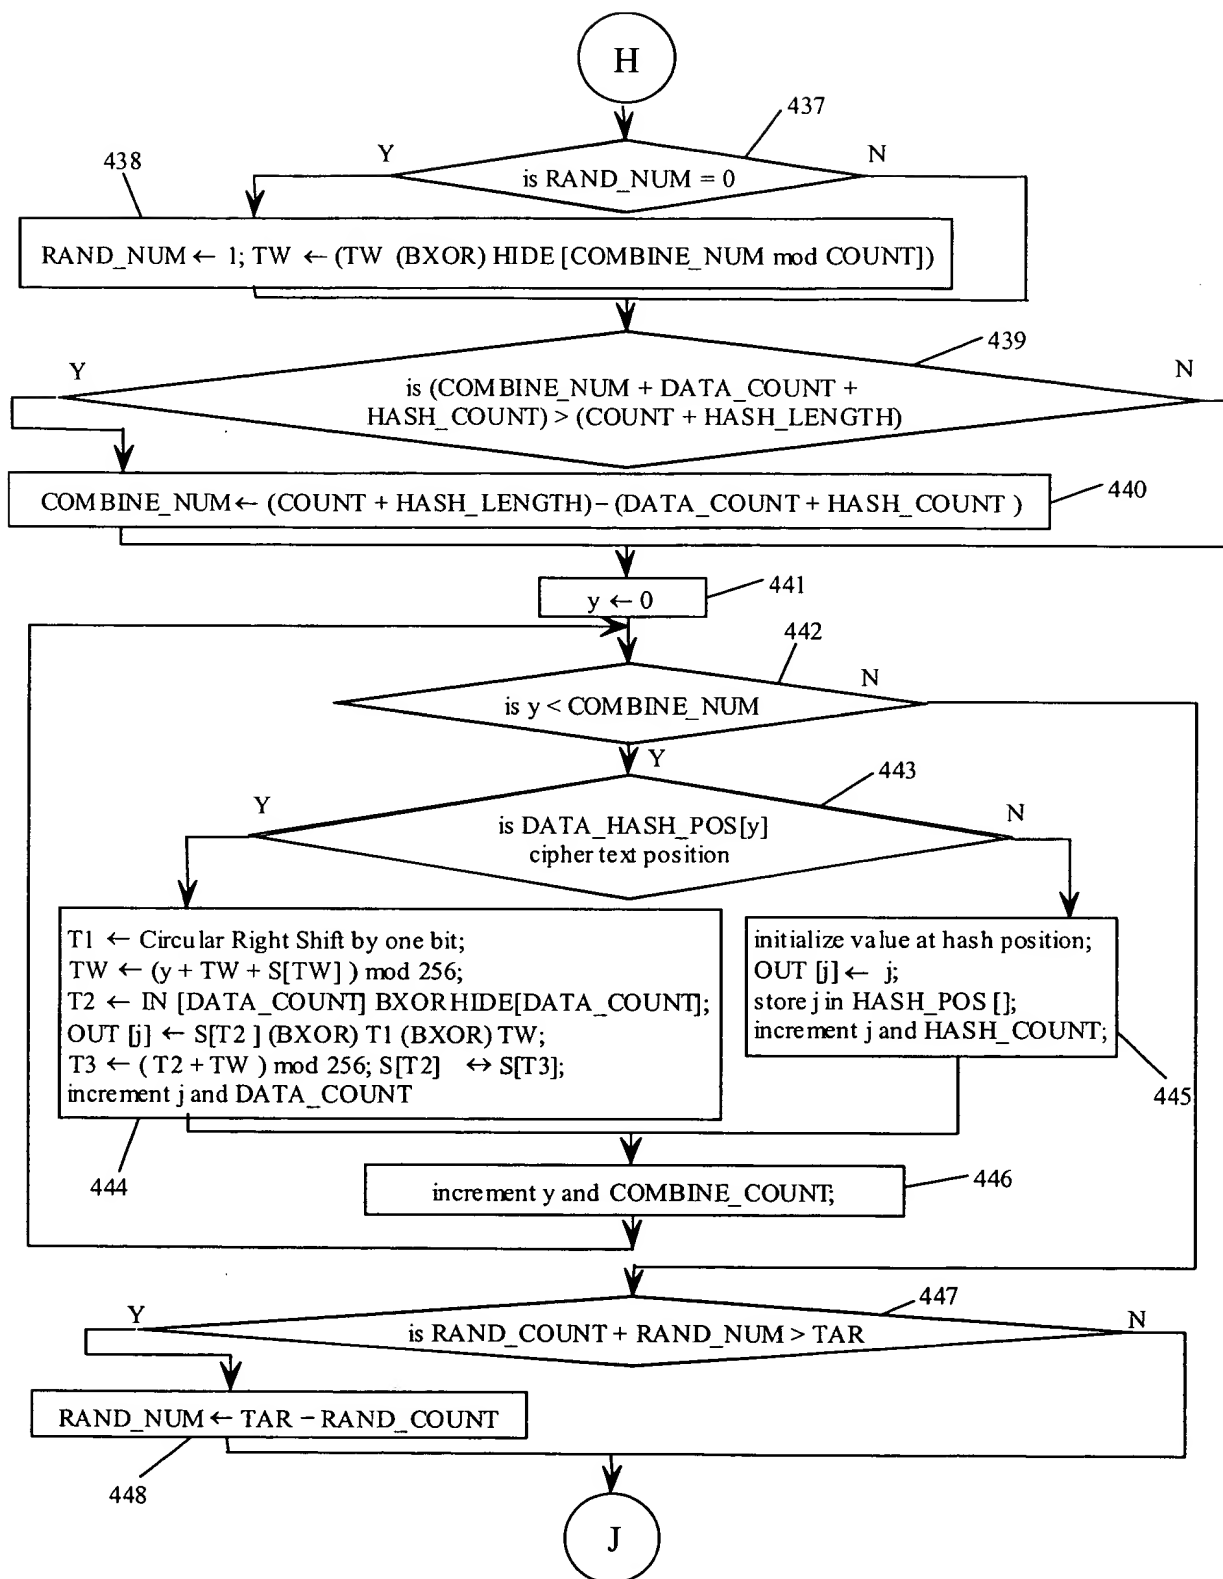 H
437
Y
N
438
is RAND_NUM = 0
RAND_NUM ← 1; TW ← (TW (BXOR) HIDE [COMBINE_NUM mod COUNT])
439
Y
N
is (COMBINE_NUM + DATA_COUNT +
HASH_COUNT) > (COUNT + HASH_LENGTH)
COMBINE_NUM ← (COUNT + HASH_LENGTH) – (DATA_COUNT + HASH_COUNT )
440
y ← 0
441
442
N
is y < COMBINE_NUM
Y
443
Y
N
is DATA_HASH_POS[y]
cipher text position
T1 ← Circular Right Shift by one bit;
TW ← (y + TW + S[TW] ) mod 256;
T2 ← IN [DATA_COUNT] BXORHIDE[DATA_COUNT];
OUT [j] ← S[T2 ] (BXOR) T1 (BXOR) TW;
T3 ← ( T2 + TW ) mod 256; S[T2] ↔ S[T3];
increment j and DATA_COUNT
initialize value at hash position;
OUT [j] ← j;
store j in HASH_POS [];
increment j and HASH_COUNT;
445
444
increment y and COMBINE_COUNT;
446
447
Y
N
is RAND_COUNT + RAND_NUM > TAR
RAND_NUM ← TAR – RAND_COUNT
448
J